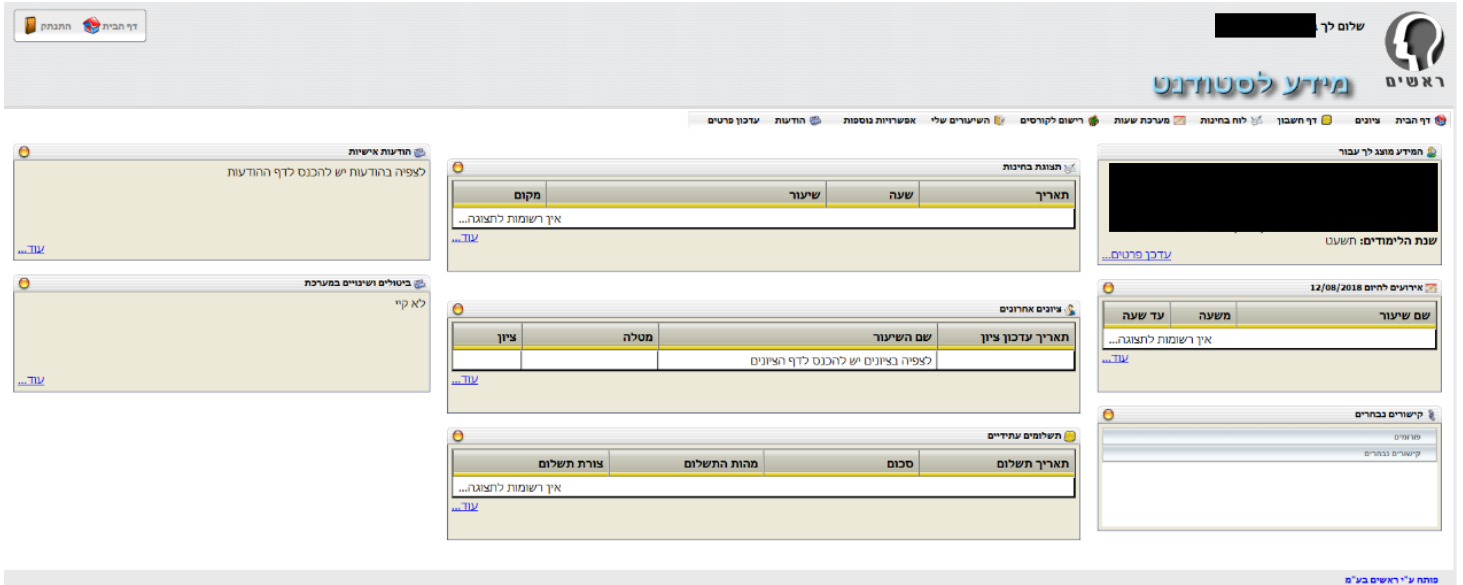 שלום לך
דף הבית
התנתק
ראשים
מידע לסטודנט
דף הבית
ציונים
דף חשבון
לוח בחינות
מערכת שעות
רישום לקורסים
השיעורים שלי
אפשרויות נוספות
הודעות
עדכון פרטים
המידע מוצג לך עבור
שנת הלימודים: תשעט
עדכן פרטים...
אירועים להיום 12/08/2018
שם שיעור משעה עד שעה
אין רשומות לתצוגה...
עוד...
קישורים נבחרים
פורומים
קישורים נבחרים
תצוגת בחינות
תאריך שעה שיעור מקום
אין רשומות לתצוגה...
עוד...
ציונים אחרונים
תאריך עדכון ציון שם השיעור מטלה ציון
לצפיה בציונים יש להכנס לדף הציונים
עוד...
תשלומים עתידיים
תאריך תשלום סכום מהות התשלום צורת תשלום
אין רשומות לתצוגה...
עוד...
הודעות אישיות
לצפיה בהודעות יש להכנס לדף ההודעות
עוד...
ביטולים ושינויים במערכת
לא קיי
עוד...
פותח ע"י ראשים בע"מ